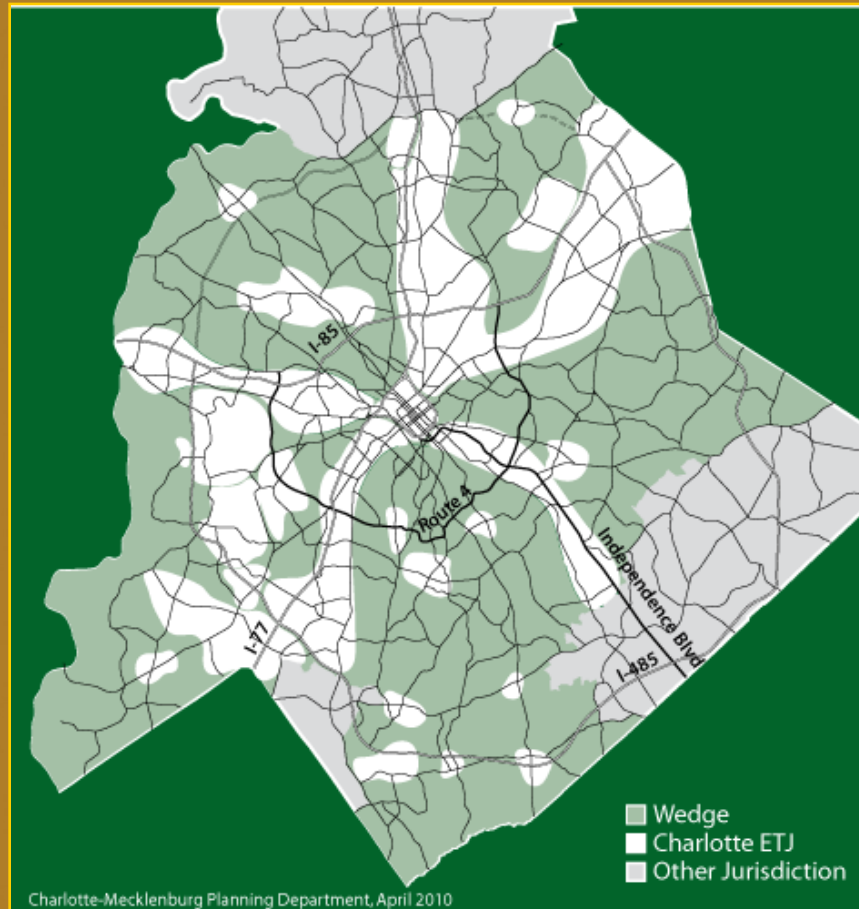 I-85
Route 4
Independence Blvd
I-77
I-485
Wedge
Charlotte ETJ
Other Jurisdiction
Charlotte-Mecklenburg Planning Department, April 2010